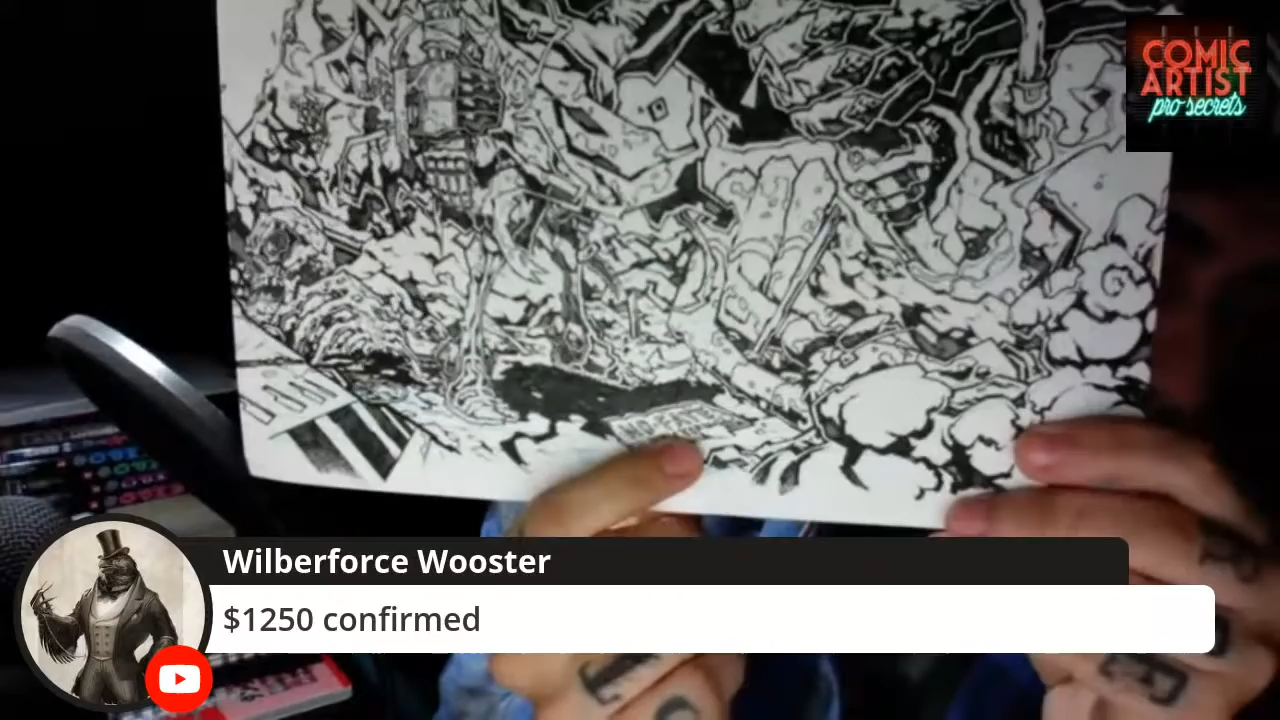 COMIC
ARTIST
pro secrets
Wilberforce Wooster
$1250 confirmed